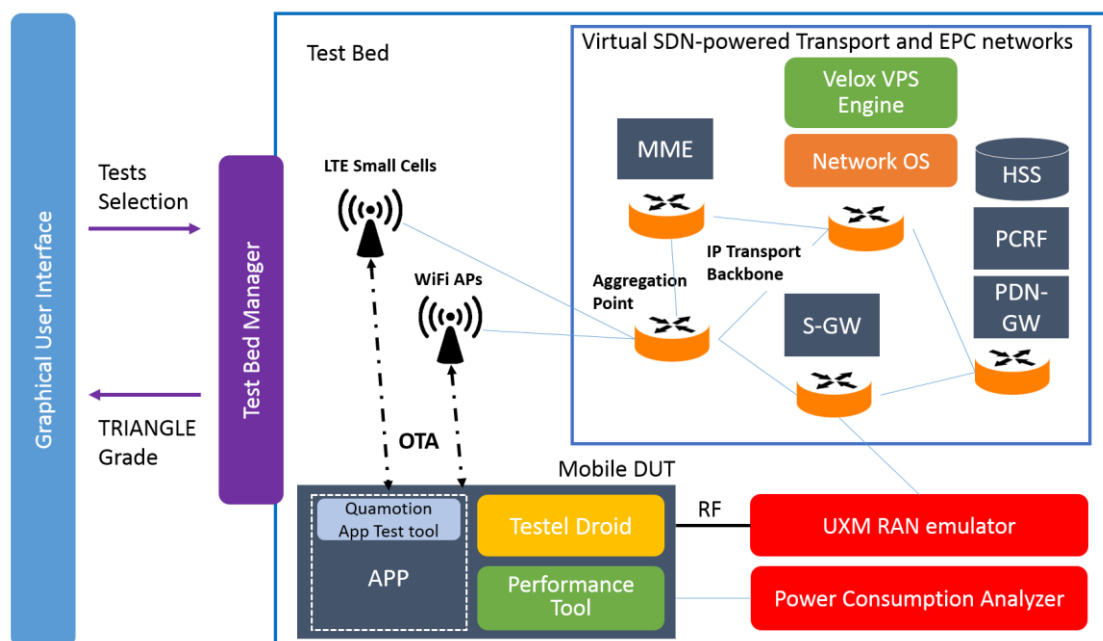 Graphical User Interface
Tests
Selection
TRIANGLE
Grade
Test Bed Manager
Test Bed
Virtual SDN-powered Transport and EPC networks
Velox VPS
Engine
MME
Network OS
HSS
LTE Small Cells
PCRF
IP Transport
Backbone
WiFi APs
Aggregation
Point
PDN-
GW
S-GW
OTA
Mobile DUT
Quamotion
App Test tool
APP
Testel Droid
RF
UXM RAN emulator
Performance
Tool
Power Consumption Analyzer